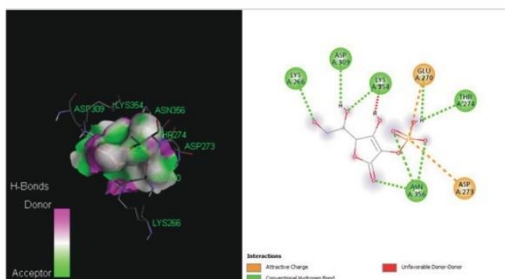 ASP309
LYS354
ASN356
THR274
ASP273
LYS266
H-Bonds
Donor
Acceptor
ASP
A:309
LYS
A:354
GLU
A:270
THR
A:274
ASN
A:356
ASP
A:273
Interactions
Attractive Charge
Conventional Hydrogen Bond
Unfavorable Donor-Donor